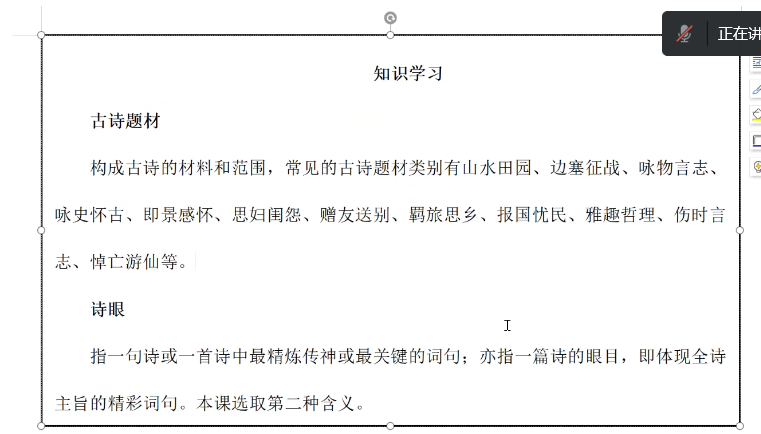 正在讲
知识学习
古诗题材
构成古诗的材料和范围，常见的古诗题材类别有山水田园、边塞征战、咏物言志、
咏史怀古、即景感怀、思妇闺怨、赠友送别、羁旅思乡、报国忧民、雅趣哲理、伤时言
志、悼亡游仙等。
诗眼
指一句诗或一首诗中最精炼传神或最关键的词句；亦指一篇诗的眼目，即体现全诗
主旨的精彩词句。本课选取第二种含义。